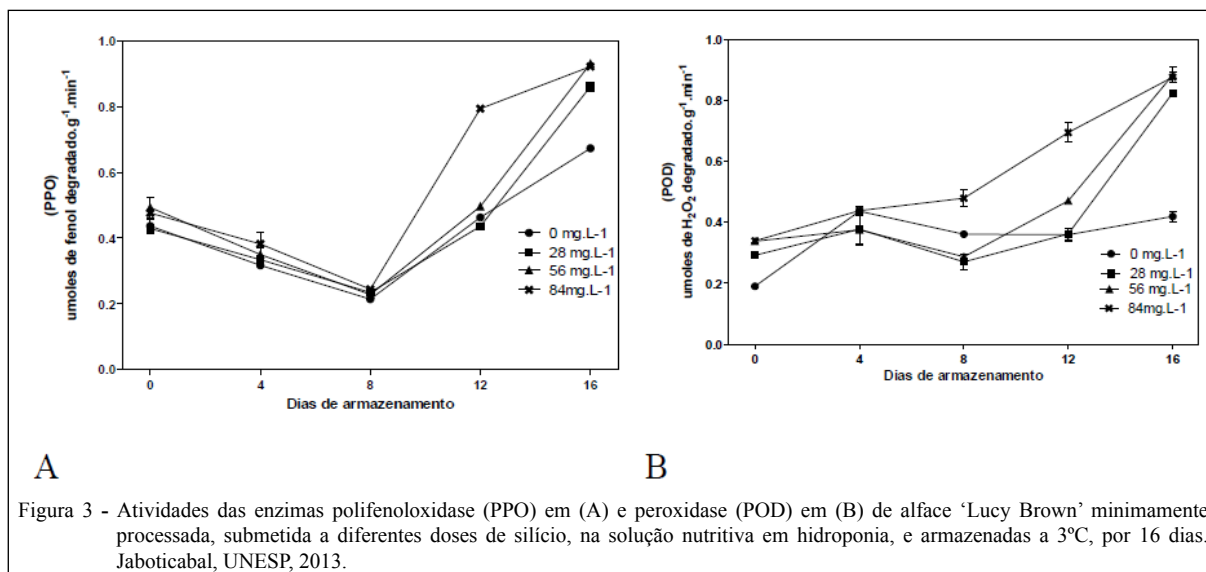 (PPO)
umoles de fenol degradado.g⁻¹.min⁻¹
1.0
0.8
0.6
0.4
0.2
0.0
0 4 8 12 16
Dias de armazenamento
0 mg.L-1
28 mg.L-1
56 mg.L-1
84mg.L-1
A
(POD)
umoles de H₂O₂ degradado.g⁻¹.min⁻¹
1.0
0.8
0.6
0.4
0.2
0.0
0 4 8 12 16
Dias de armazenamento
0 mg.L-1
28 mg.L-1
56 mg.L-1
84mg.L-1
B
Figura 3 - Atividades das enzimas polifenoloxidase (PPO) em (A) e peroxidase (POD) em (B) de alface ‘Lucy Brown’ minimamente
processada, submetida a diferentes doses de silício, na solução nutritiva em hidroponia, e armazenadas a 3ºC, por 16 dias.
Jaboticabal, UNESP, 2013.